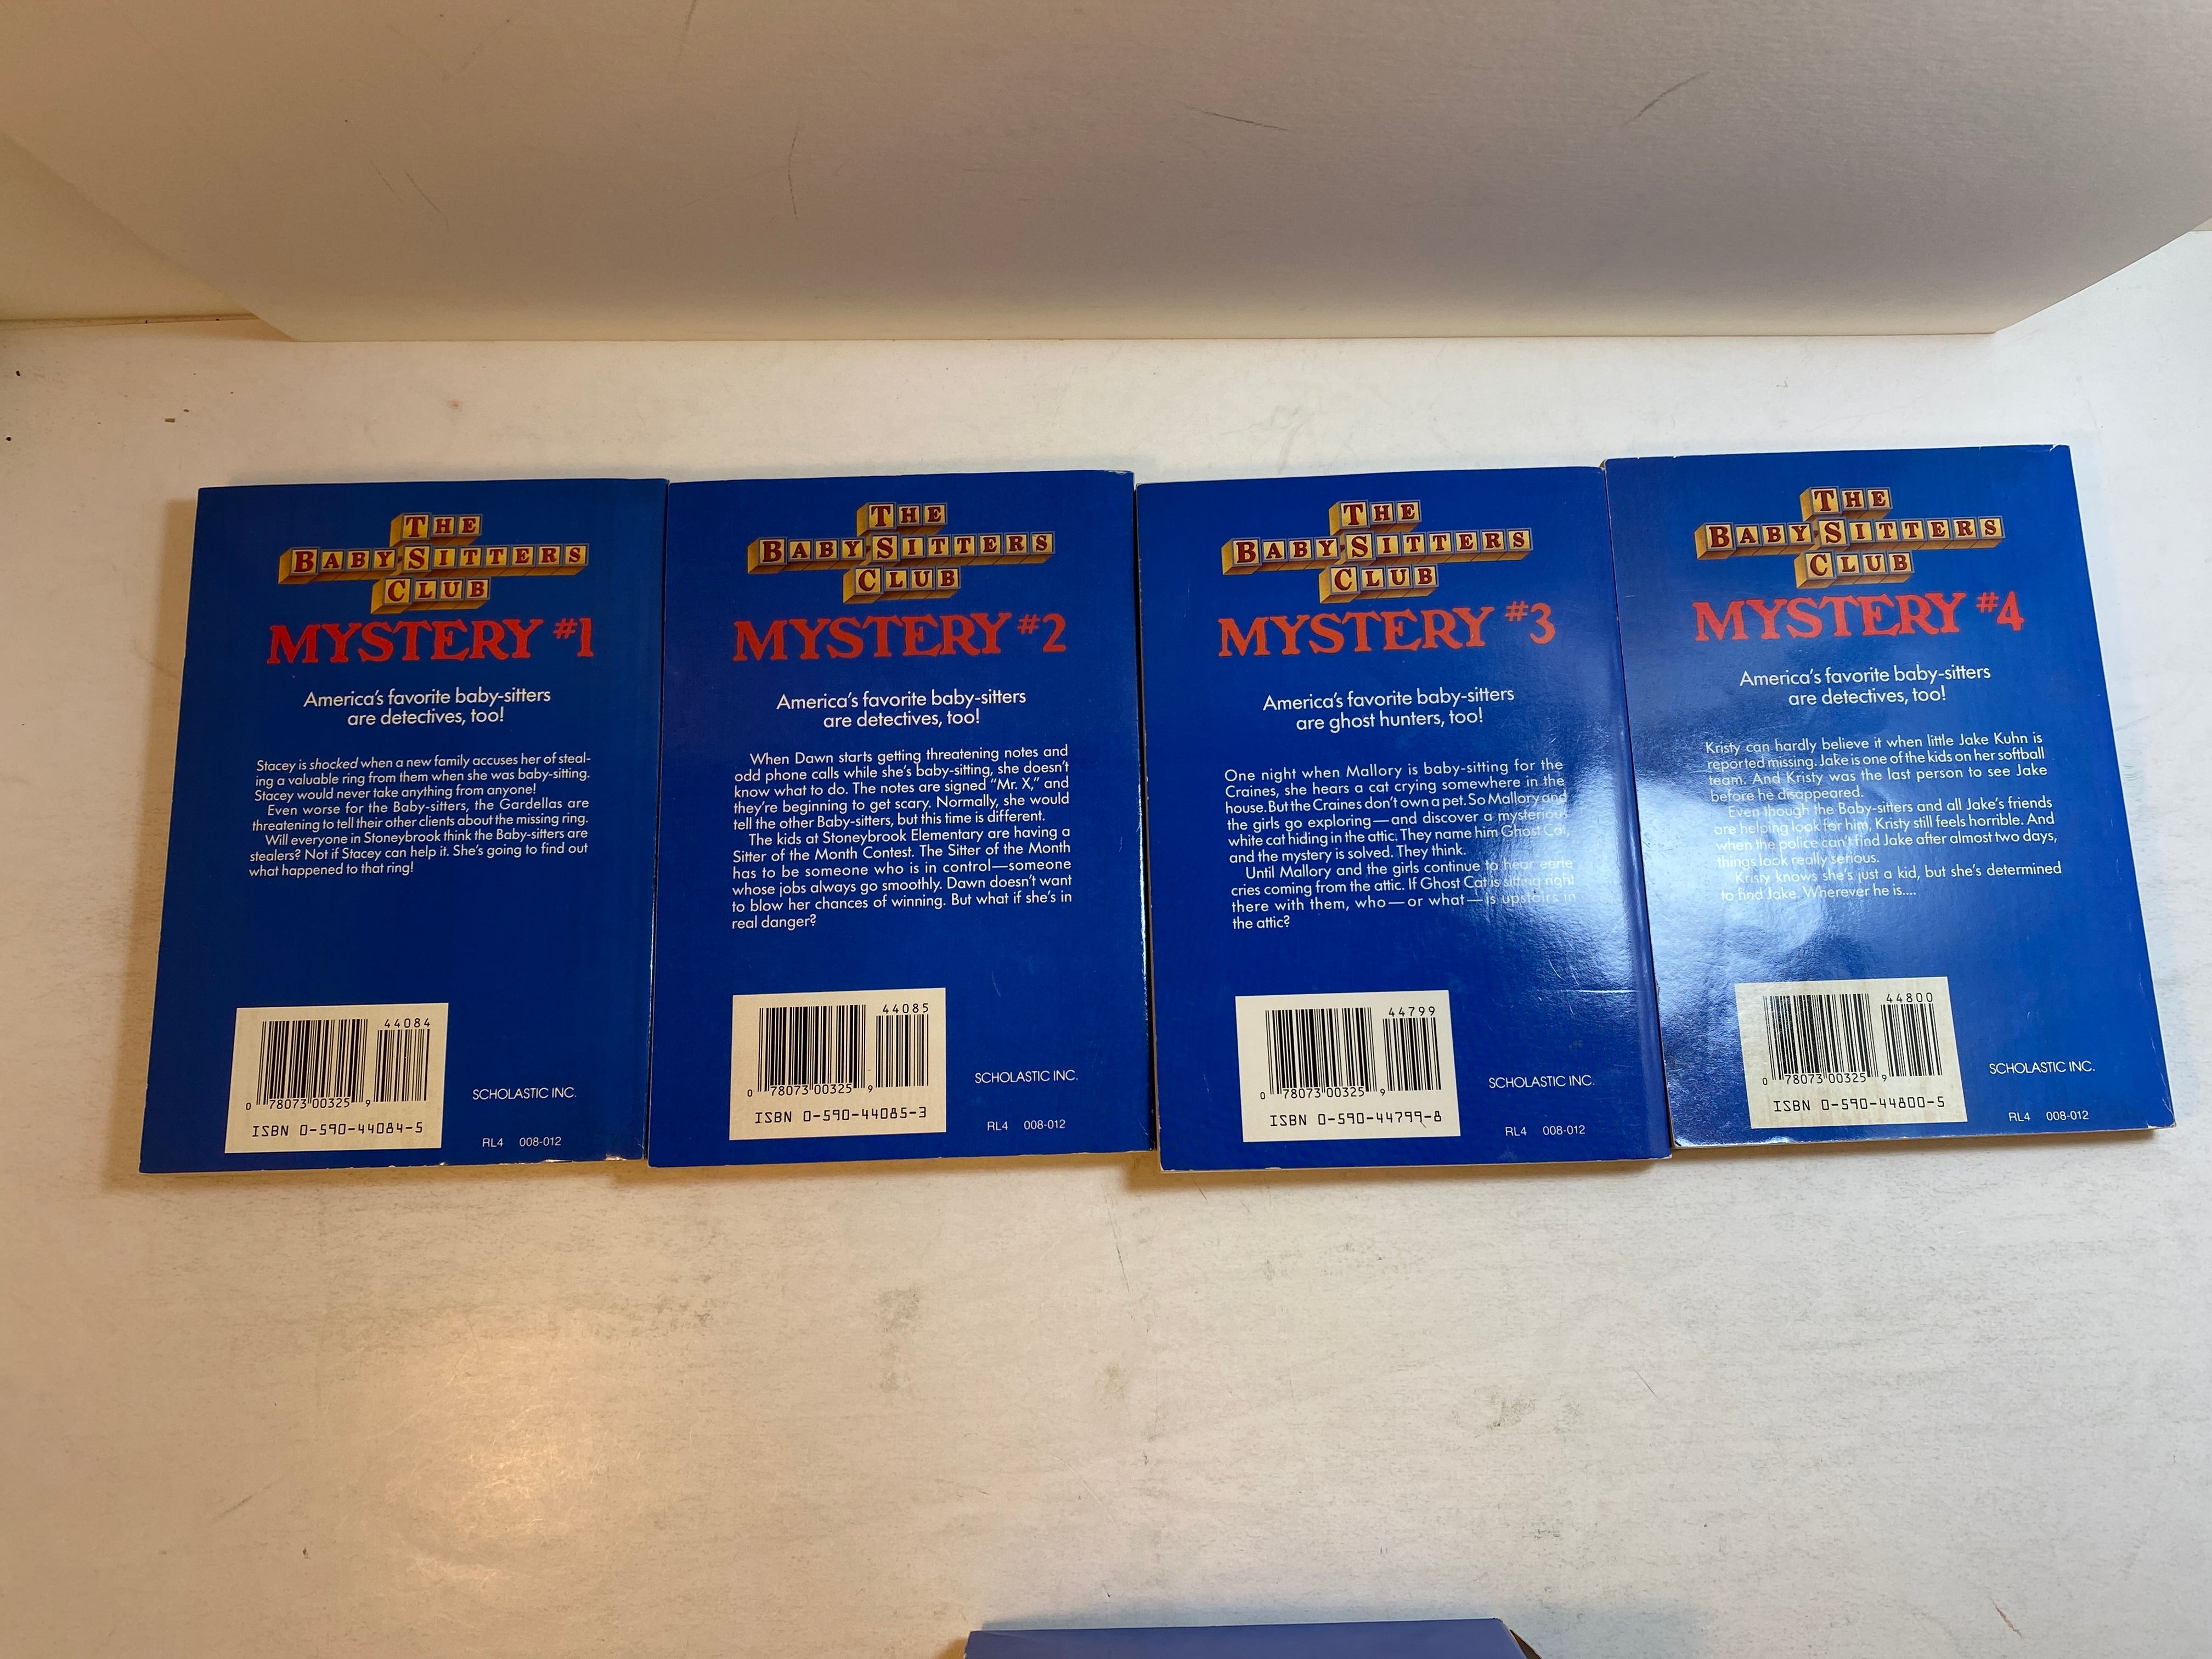 THE
BABY-SITTERS
CLUB
MYSTERY #1
America's favorite baby-sitters
are detectives, too!
Stacey is shocked when a new family accuses her of steal-
ing a valuable ring from them when she was baby-sitting.
Stacey would never take anything from anyone!
Even worse for the Baby-sitters, the Gardellas are
threatening to tell their other clients about the missing ring.
Will everyone in Stoneybrook think the Baby-sitters are
stealers? Not if Stacey can help it. She's going to find out
what happened to that ring!
44084
0 78073 00325 9
ISBN 0-590-44084-5
SCHOLASTIC INC.
RL4 008-012
THE
BABY-SITTERS
CLUB
MYSTERY #2
America's favorite baby-sitters
are detectives, too!
When Dawn starts getting threatening notes and
odd phone calls while she's baby-sitting, she doesn't
know what to do. The notes are signed "Mr. X," and
they're beginning to get scary. Normally, she would
tell the other Baby-sitters, but this time is different.
The kids at Stoneybrook Elementary are having a
Sitter of the Month Contest. The Sitter of the Month
has to be someone who is in control—someone
whose jobs always go smoothly. Dawn doesn't want
to blow her chances of winning. But what if she's in
real danger?
44085
0 78073 00325 9
ISBN 0-590-44085-3
SCHOLASTIC INC.
RL4 008-012
THE
BABY-SITTERS
CLUB
MYSTERY #3
America's favorite baby-sitters
are ghost hunters, too!
One night when Mallory is baby-sitting for the
Craines, she hears a cat crying somewhere in the
house. But the Craines don't own a pet. So Mallory and
the girls go exploring—and discover a mysterious
white cat hiding in the attic. They name him Ghost Cat,
and the mystery is solved. They think.
Until Mallory and the girls continue to hear eerie
cries coming from the attic. If Ghost Cat is sitting right
there with them, who—or what—is upstairs in
the attic?
44799
0 78073 00325 9
ISBN 0-590-44799-8
SCHOLASTIC INC.
RL4 008-012
THE
BABY-SITTERS
CLUB
MYSTERY #4
America's favorite baby-sitters
are detectives, too!
Kristy can hardly believe it when little Jake Kuhn is
reported missing. Jake is one of the kids on her softball
team. And Kristy was the last person to see Jake
before he disappeared.
Even though the Baby-sitters and all Jake's friends
are helping look for him, Kristy still feels horrible. And
when the police can't find Jake after almost two days,
things look really serious.
Kristy knows she's just a kid, but she's determined
to find Jake. Wherever he is....
44800
0 78073 00325 9
ISBN 0-590-44800-5
SCHOLASTIC INC.
RL4 008-012